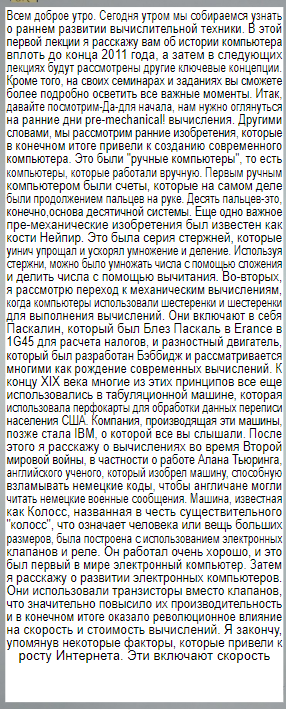 Всем доброе утро. Сегодня утром мы собираемся узнать
о раннем развитии вычислительной техники. В этой
первой лекции я расскажу вам об истории компьютера
вплоть до конца 2011 года, а затем в следующих
лекциях будут рассмотрены другие ключевые концепции.
Кроме того, на своих семинарах и заданиях вы сможете
более подробно осветить все важные моменты. Итак,
давайте посмотрим-Да-для начала, нам нужно оглянуться
на ранние дни pre-mechanical! вычисления. Другими
словами, мы рассмотрим ранние изобретения, которые
в конечном итоге привели к созданию современного
компьютера. Это были "ручные компьютеры", то есть
компьютеры, которые работали вручную. Первым ручным
компьютером были счеты, которые на самом деле
были продолжением пальцев на руке. Десять пальцев-это,
конечно,основа десятичной системы. Еще одно важное
пре-механические изобретения был известен как
кости Нейпир. Это была серия стержней, которые
уинич упрощал и ускорял умножение и деление. Используя
стержни, можно было умножать числа с помощью сложения
и делить числа с помощью вычитания. Во-вторых,
я рассмотрю переход к механическим вычислениям,
когда компьютеры использовали шестеренки и шестеренки
для выполнения вычислений. Они включают в себя
Паскалин, который был Блез Паскаль в Erance в
1G45 для расчета налогов, и разностный двигатель,
который был разработан Бэббидж и рассматривается
многими как рождение современных вычислений. К
концу XIX века многие из этих принципов все еще
использовались в табуляционной машине, которая
использовала перфокарты для обработки данных переписи
населения США. Компания, производящая эти машины,
позже стала IBM, о которой все вы слышали. После
этого я расскажу о вычислениях во время Второй
мировой войны, в частности о работе Алана Тьюринга,
английского ученого, который изобрел машину, способную
взламывать немецкие коды, чтобы англичане могли
читать немецкие военные сообщения. Машина, известная
как Колосс, названная в честь существительного
"колосс", что означает человека или вещь больших
размеров, была построена с использованием электронных
клапанов и реле. Он работал очень хорошо, и это
был первый в мире электронный компьютер. Затем
я расскажу о развитии электронных компьютеров.
Они использовали транзисторы вместо клапанов,
что значительно повысило их производительность
и в конечном итоге оказало революционное влияние
на скорость и стоимость вычислений. Я закончу,
упомянув некоторые факторы, которые привели к
росту Интернета. Эти включают скорость